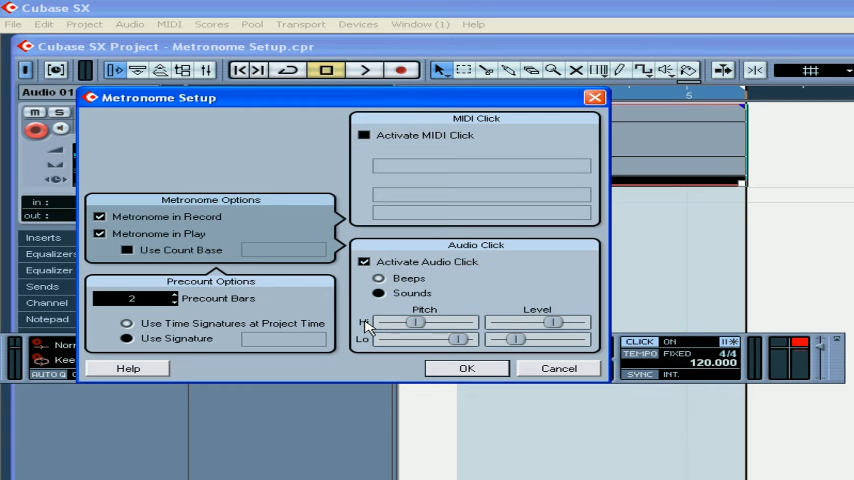 Cubase SX
File Edit Project Audio MIDI Scores Pool Transport Devices Window (1) Help
Cubase SX Project - Metronome Setup.cpr
Audio 01
Metronome Setup
5
m s
MIDI Click
Activate MIDI Click
Metronome Options
in :
Metronome in Record
out :
Metronome in Play
Use Count Base
Inserts
Audio Click
Equalizers
Activate Audio Click
Equalizer
Precount Options
Beeps
Sends
2 Precount Bars
Sounds
Channel
Pitch Level
Notepad
Use Time Signatures at Project Time
Hi
Use Signature
Lo
CLICK ON
TEMPO FIXED 4/4
120.000
AUTO Q
Help
OK
Cancel
SYNC INT.